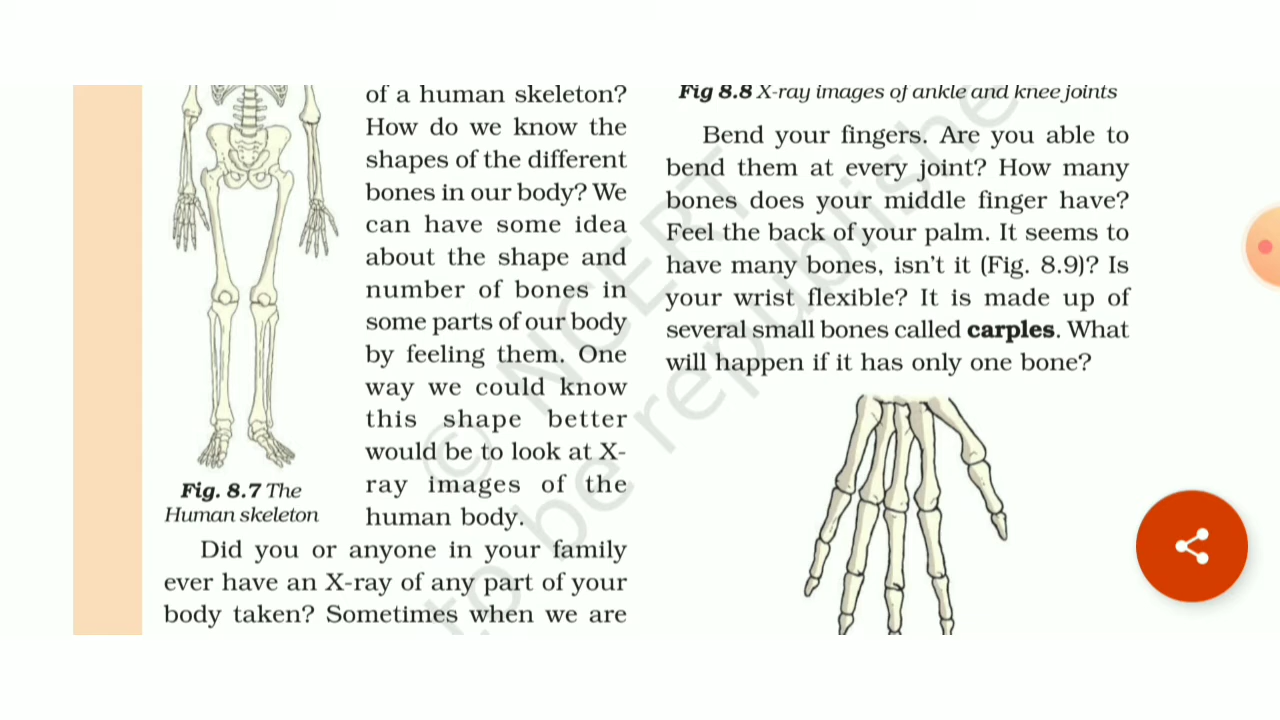 of a human skeleton?
How do we know the
shapes of the different
bones in our body? We
can have some idea
about the shape and
number of bones in
some parts of our body
by feeling them. One
way we could know
this shape better
would be to look at X-
ray images of the
human body.
Fig. 8.7 The
Human skeleton
Did you or anyone in your family
ever have an X-ray of any part of your
body taken? Sometimes when we are
Fig 8.8 X-ray images of ankle and knee joints
Bend your fingers. Are you able to
bend them at every joint? How many
bones does your middle finger have?
Feel the back of your palm. It seems to
have many bones, isn't it (Fig. 8.9)? Is
your wrist flexible? It is made up of
several small bones called carples. What
will happen if it has only one bone?
© NCERT
to be republishe